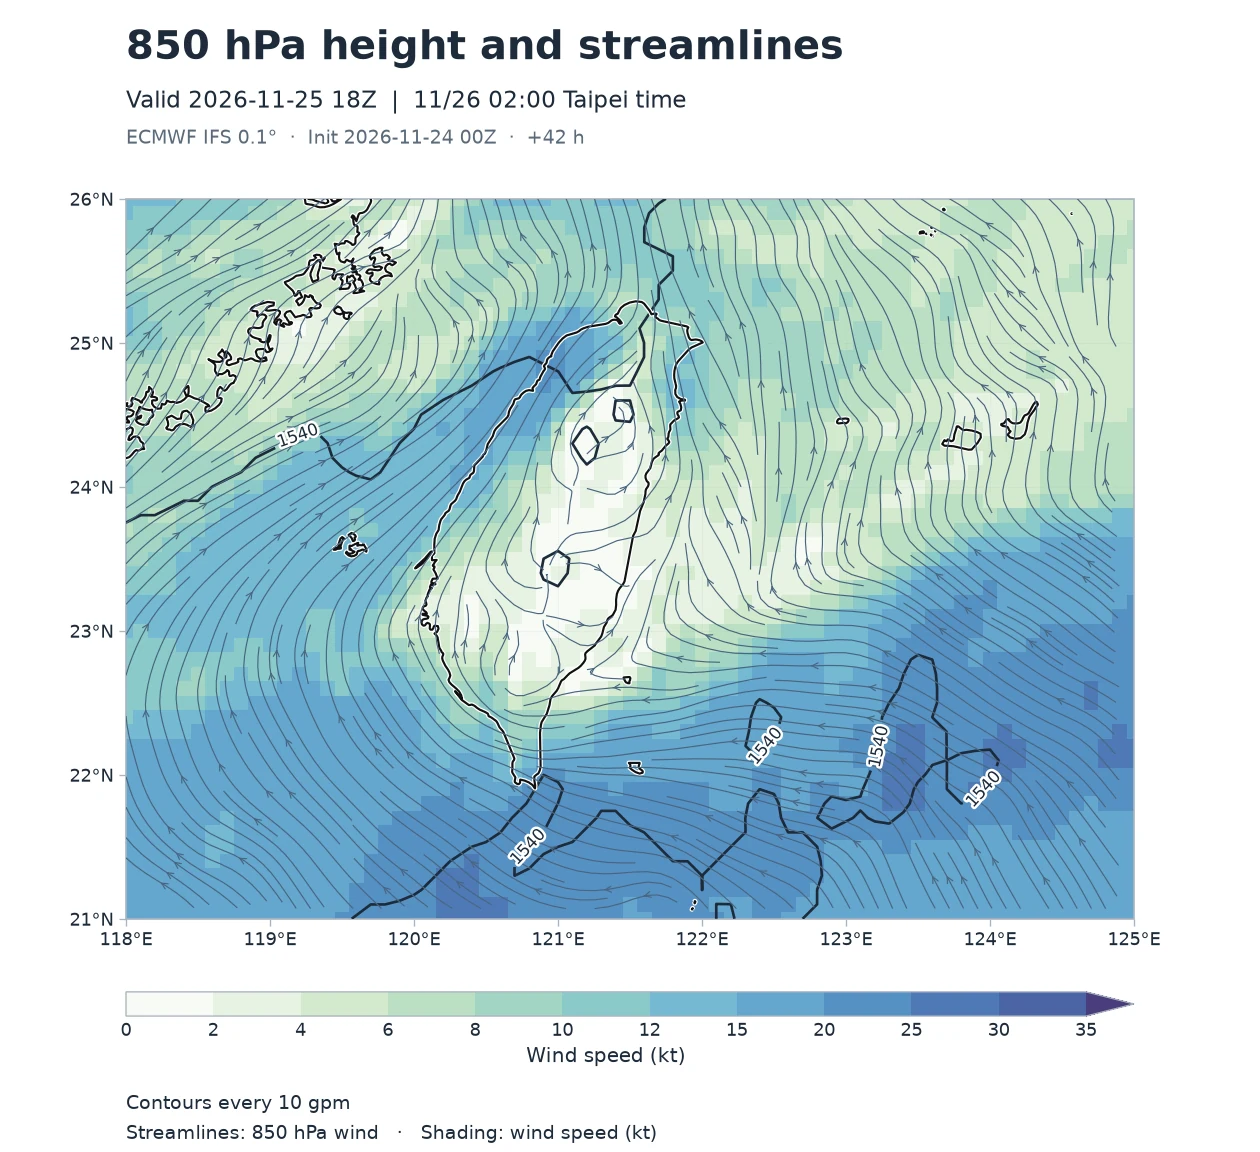 850 hPa height and streamlines
Valid 2026-11-25 18Z | 11/26 02:00 Taipei time
ECMWF IFS 0.1° · Init 2026-11-24 00Z · +42 h
26°N
25°N
1540
24°N
23°N
1540
1540
22°N
1540
1540
21°N
118°E 119°E 120°E 121°E 122°E 123°E 124°E 125°E
0 2 4 6 8 10 12 15 20 25 30 35
Wind speed (kt)
Contours every 10 gpm
Streamlines: 850 hPa wind · Shading: wind speed (kt)